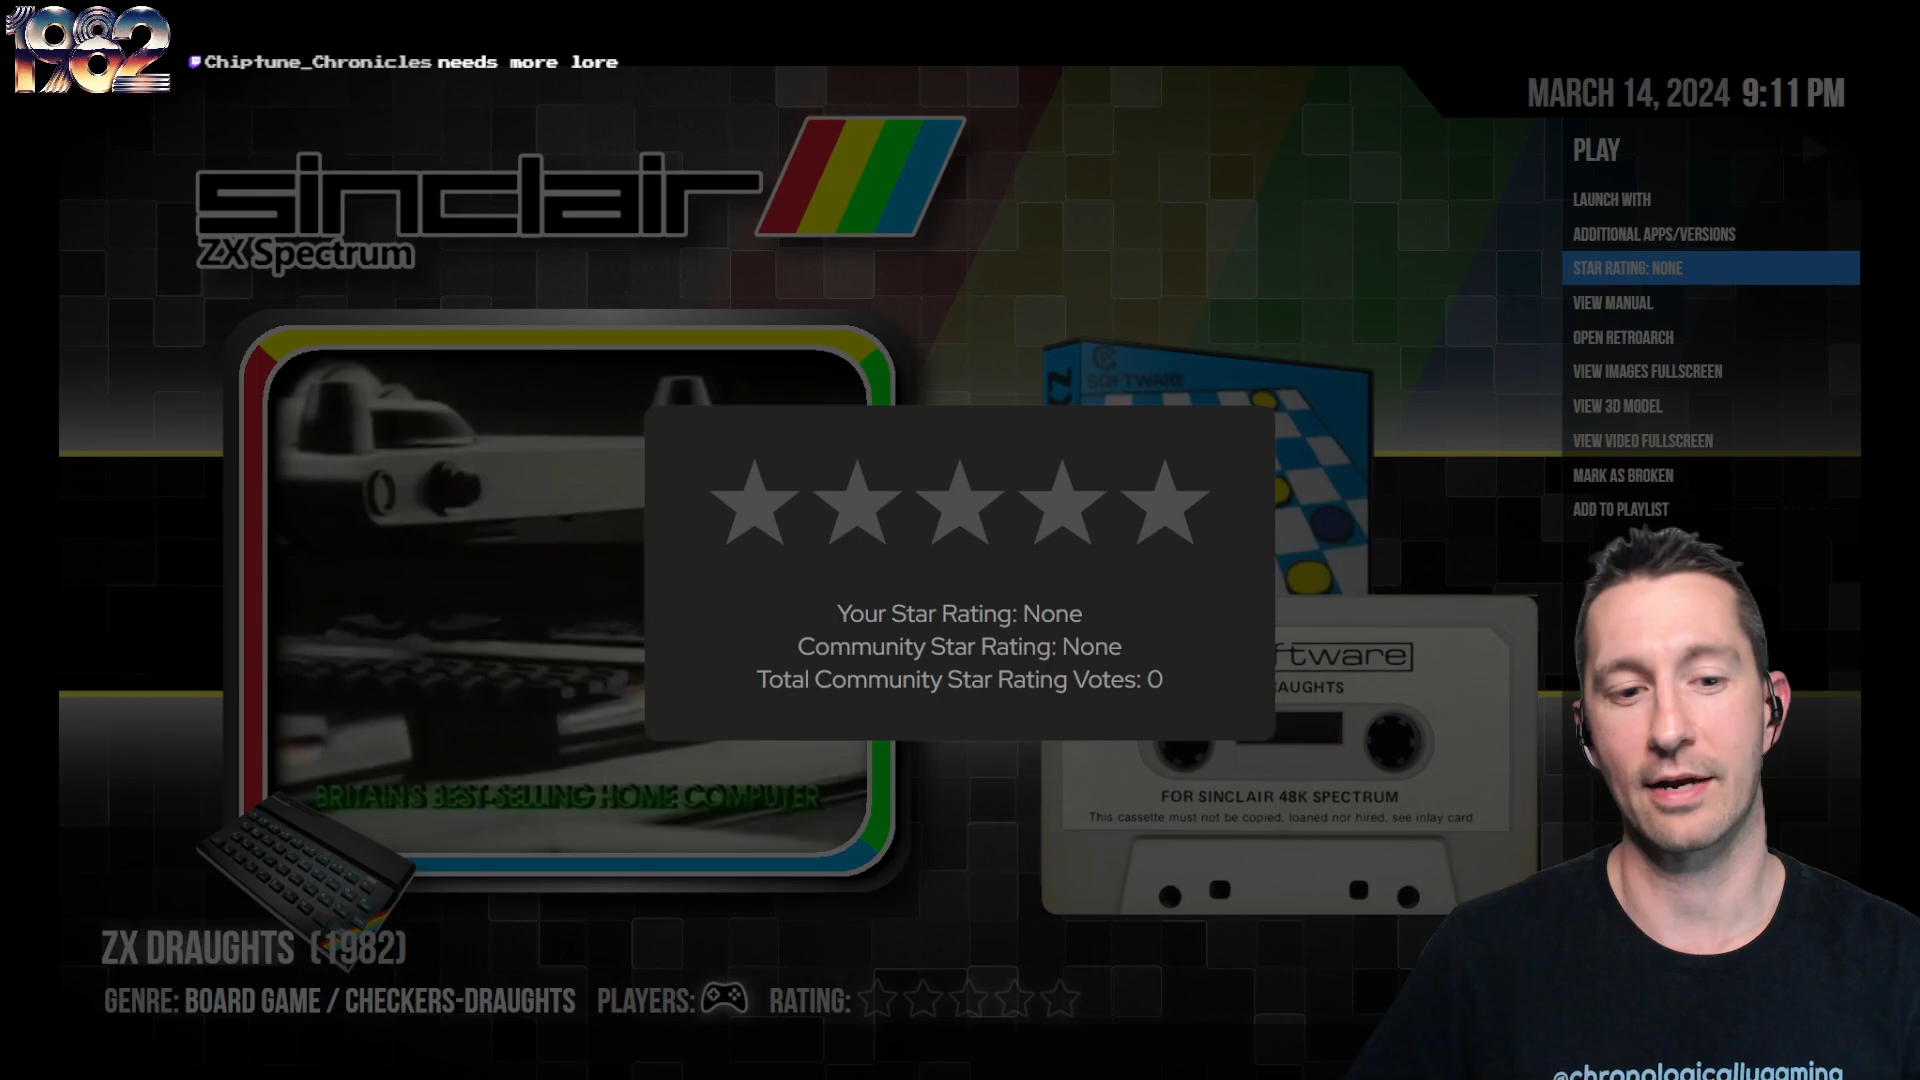 1982
Chiptune_Chronicles needs more lore
MARCH 14, 2024 9:11 PM
sinclair
ZX Spectrum
PLAY
LAUNCH WITH
ADDITIONAL APPS/VERSIONS
STAR RATING: NONE
VIEW MANUAL
OPEN RETROARCH
VIEW IMAGES FULLSCREEN
VIEW 3D MODEL
VIEW VIDEO FULLSCREEN
MARK AS BROKEN
ADD TO PLAYLIST
SOFTWARE
Your Star Rating: None
Community Star Rating: None
Total Community Star Rating Votes: 0
ftware
AUGHTS
FOR SINCLAIR 48K SPECTRUM
This cassette must not be copied, loaned nor hired, see inlay card
BRITAIN'S BEST-SELLING HOME COMPUTER
ZX DRAUGHTS (1982)
GENRE: BOARD GAME / CHECKERS-DRAUGHTS PLAYERS: RATING:
@chronologicallygaming